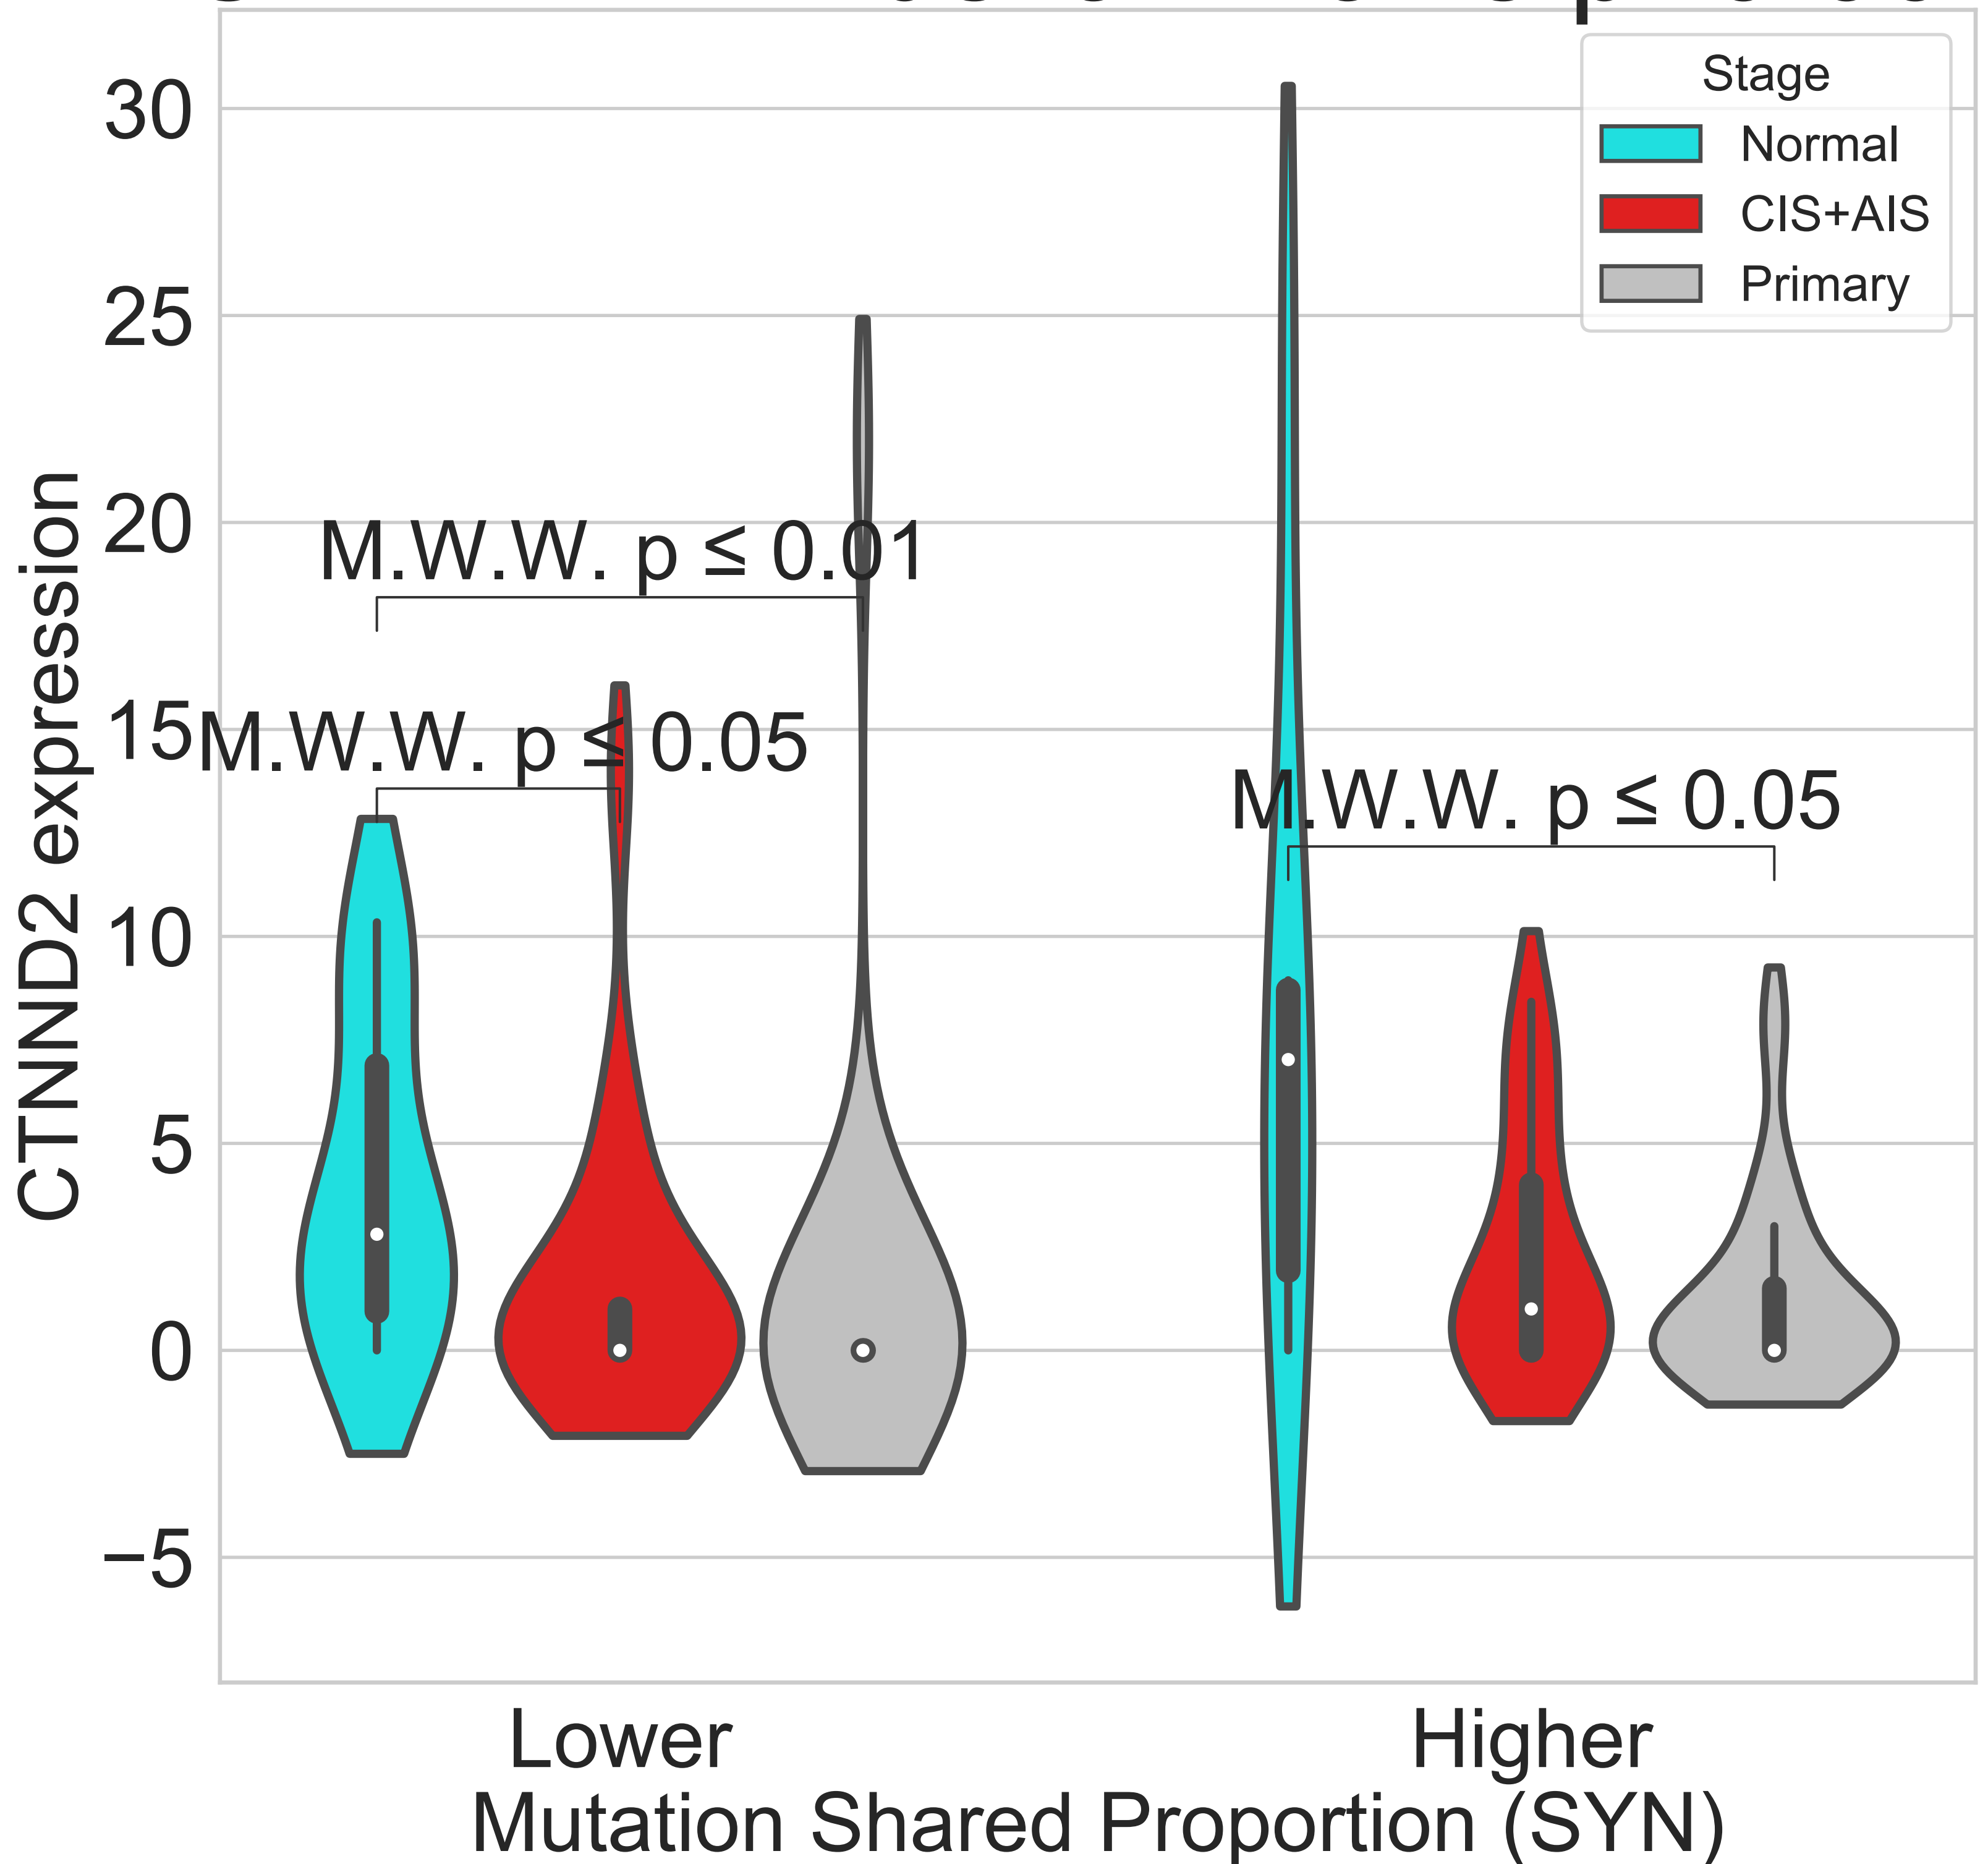 Stage
Normal
CIS+AIS
Primary
30
25
20
15
10
5
0
−5
CTNND2 expression
M.W.W. p ≤ 0.01
M.W.W. p ≤ 0.05
M.W.W. p ≤ 0.05
Lower
Higher
Mutation Shared Proportion (SYN)